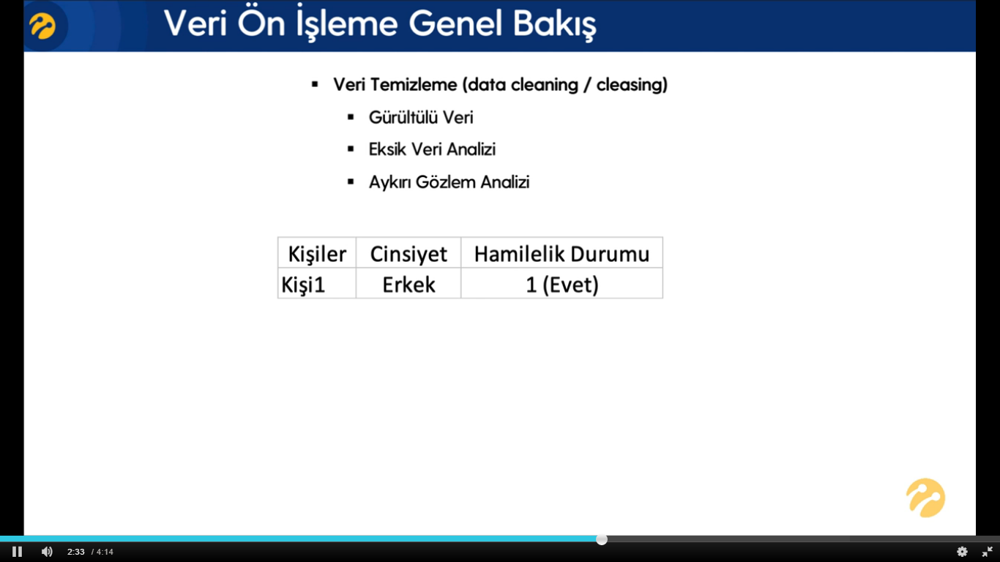 Veri Ön İşleme Genel Bakış
▪ Veri Temizleme (data cleaning / cleasing)
▪ Gürültülü Veri
▪ Eksik Veri Analizi
▪ Aykırı Gözlem Analizi
Kişiler Cinsiyet Hamilelik Durumu
Kişi1 Erkek 1 (Evet)
2:33 / 4:14